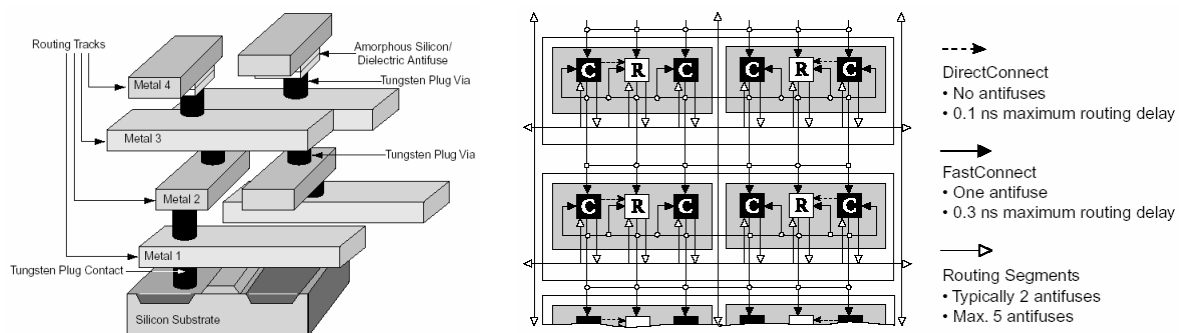 Routing Tracks
Metal 4
Amorphous Silicon/
Dielectric Antifuse
Tungsten Plug Via
Metal 3
Tungsten Plug Via
Metal 2
Metal 1
Tungsten Plug Contact
Silicon Substrate
C R C C R C
C R C C R C
DirectConnect
• No antifuses
• 0.1 ns maximum routing delay
FastConnect
• One antifuse
• 0.3 ns maximum routing delay
Routing Segments
• Typically 2 antifuses
• Max. 5 antifuses